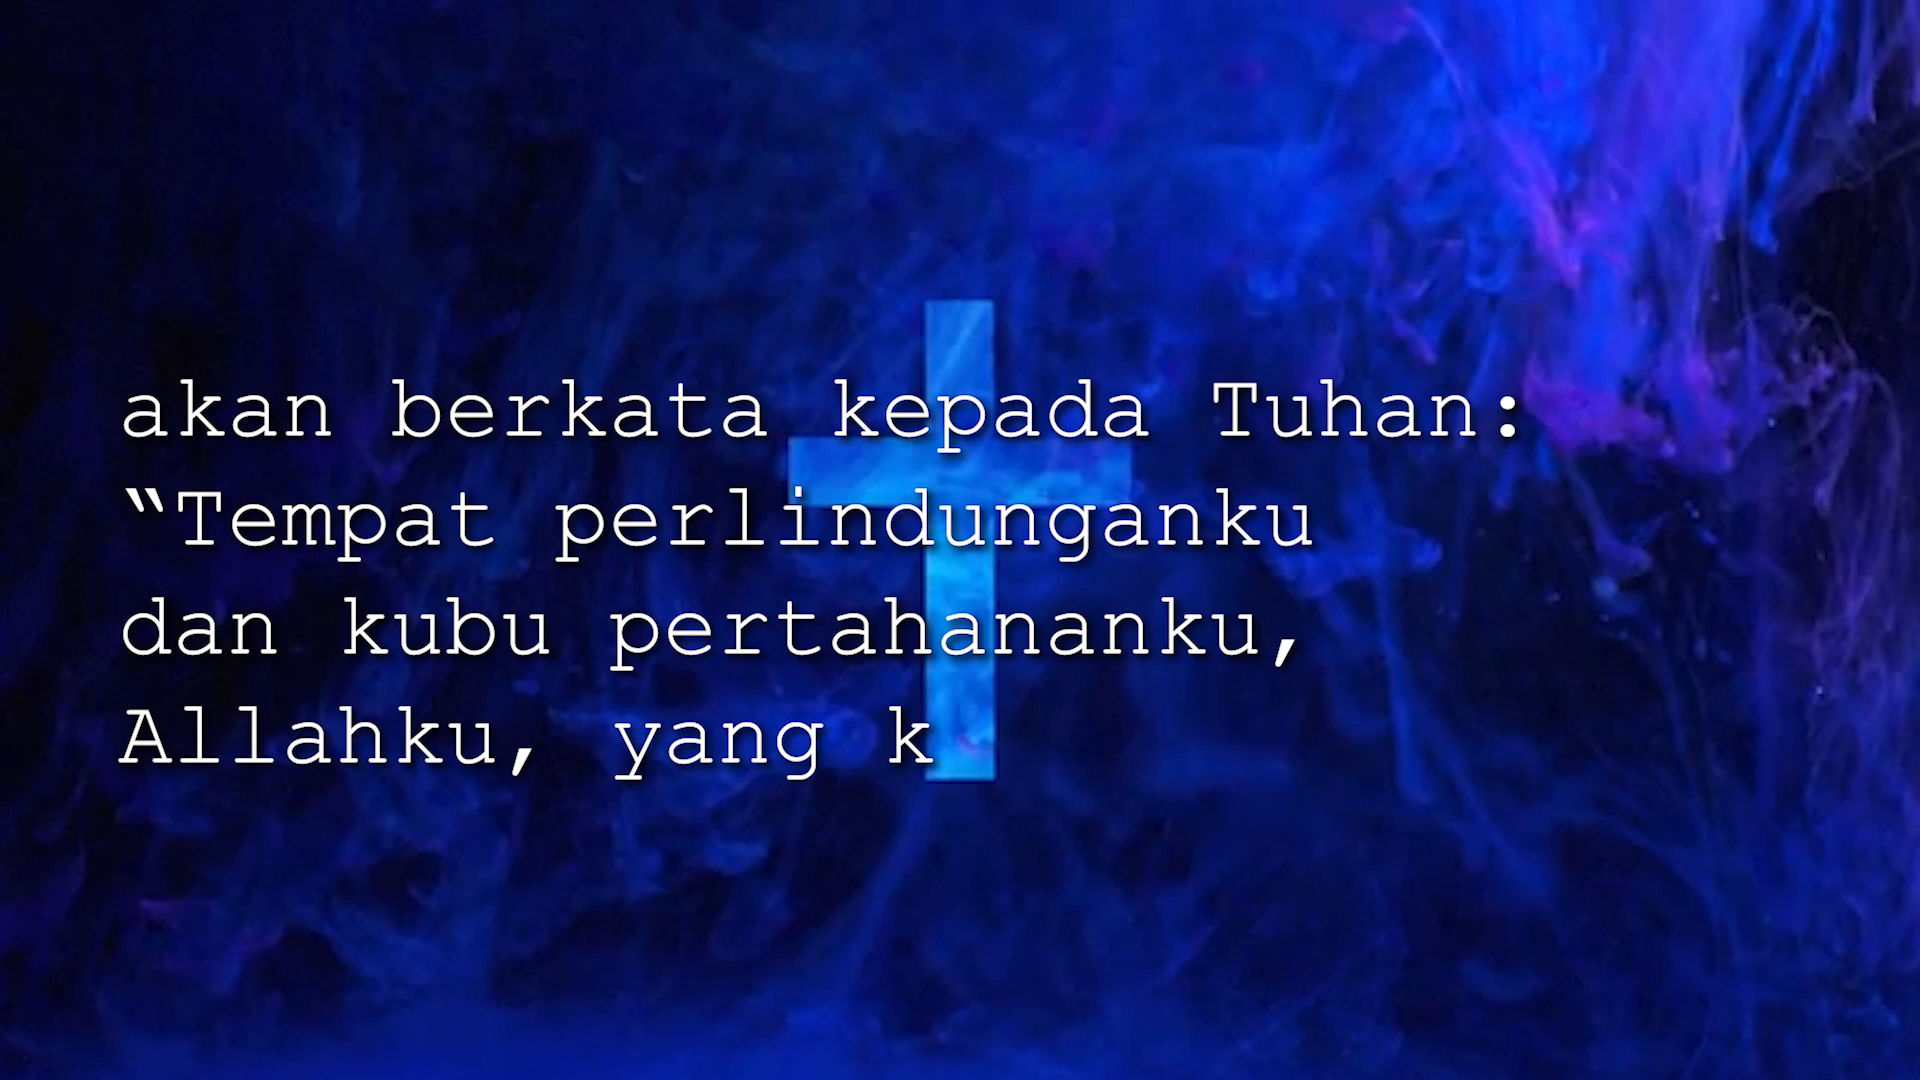 akan berkata kepada Tuhan:
“Tempat perlindunganku
dan kubu pertahananku,
Allahku, yang k